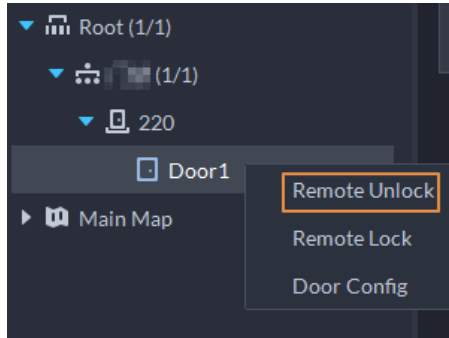 Root (1/1)
(1/1)
220
Door1
Remote Unlock
Main Map
Remote Lock
Door Config